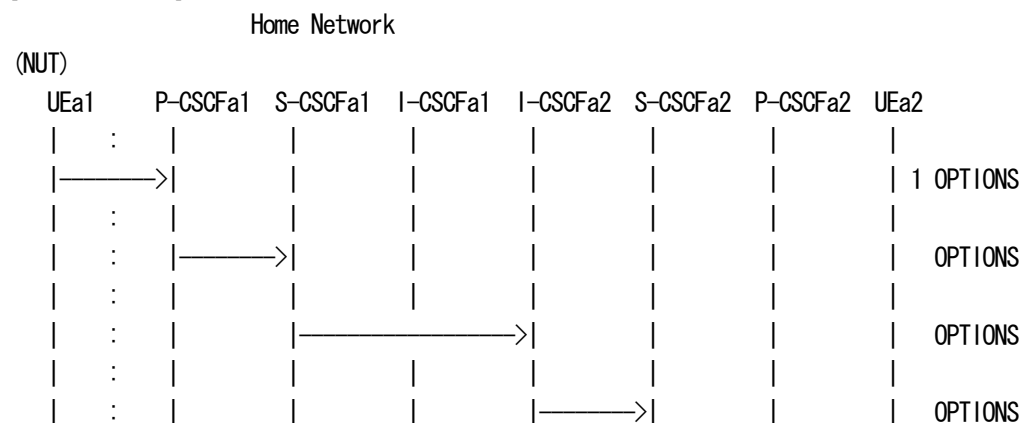 Home Network
(NUT)
UEa1 P-CSCFa1 S-CSCFa1 I-CSCFa1 I-CSCFa2 S-CSCFa2 P-CSCFa2 UEa2
1 OPTIONS
OPTIONS
OPTIONS
OPTIONS